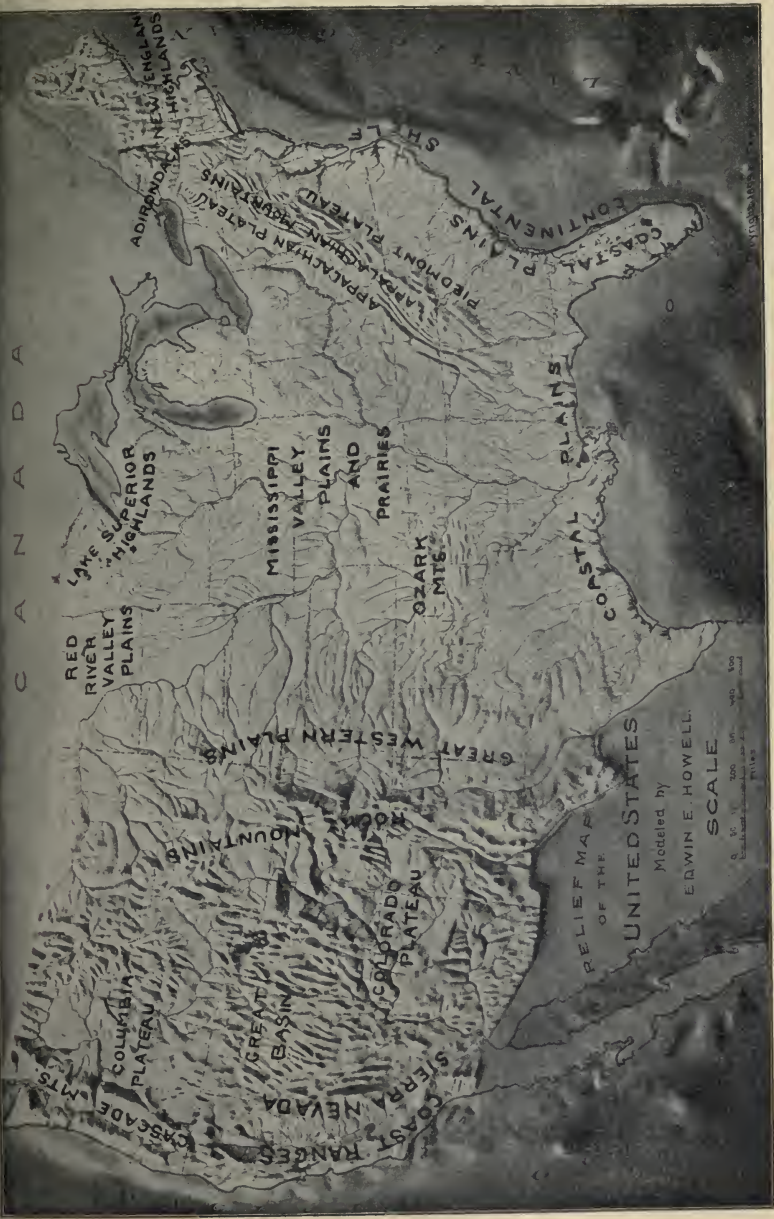 CANADA
ADIRONDACKS
NEW ENGLAND
HIGHLANDS
LAKE SUPERIOR
HIGHLANDS
RED
RIVER
VALLEY
PLAINS
MISSISSIPPI
VALLEY
PLAINS
AND
PRAIRIES
OZARK
MTS.
APPALACHIAN PLATEAU
APPALACHIAN MOUNTAINS
PIEDMONT PLATEAU
COASTAL PLAINS
CONTINENTAL SHELF
COASTAL PLAINS
GREAT WESTERN PLAINS
ROCKY MOUNTAINS
COLUMBIA
PLATEAU
GREAT
BASIN
COLORADO
PLATEAU
CASCADE MTS.
SIERRA NEVADA
COAST RANGES
RELIEF MAP
OF THE
UNITED STATES
Modeled by
EDWIN E. HOWELL.
SCALE
Miles